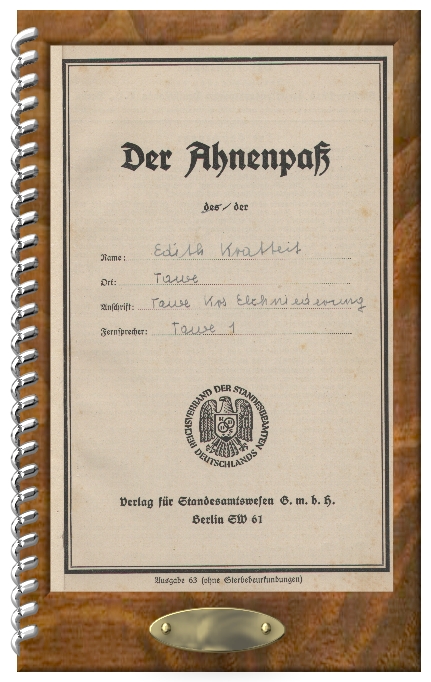 Der Ahnenpaß
des / der
Name: Edith Kratteit
Ort: Tawe
Anschrift: Tawe Krs Elchniederung
Fernsprecher: Tawe 1
REICHSVERBAND DER STANDESBEAMTEN DEUTSCHLANDS
Verlag für Standesamtswesen G. m. b. H.
Berlin SW 61
Ausgabe 63 (ohne Sterbebeurkundungen)